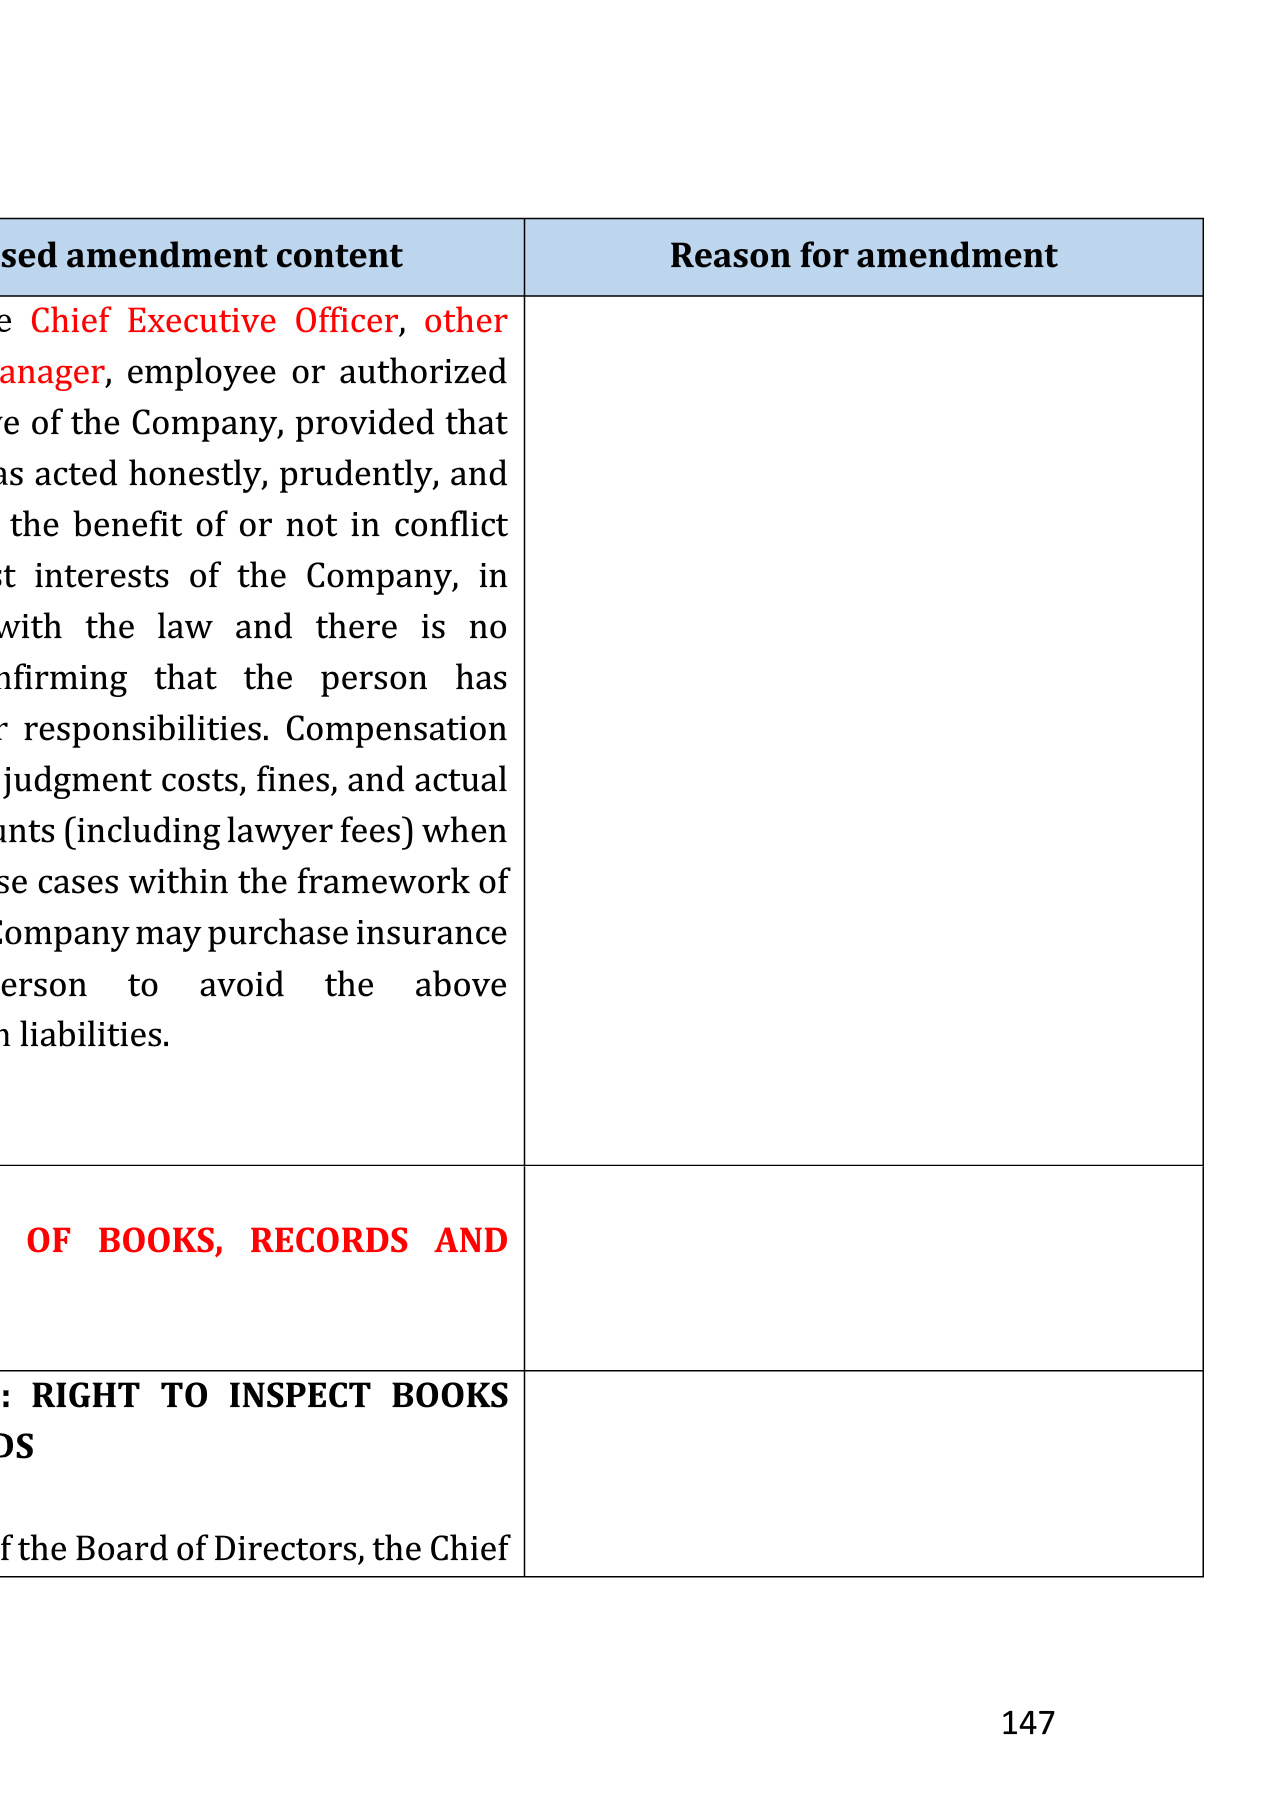 sed amendment content Reason for amendment
e Chief Executive Officer, other
anager, employee or authorized
e of the Company, provided that
as acted honestly, prudently, and
the benefit of or not in conflict
st interests of the Company, in
with the law and there is no
nfirming that the person has
r responsibilities. Compensation
judgment costs, fines, and actual
unts (including lawyer fees) when
se cases within the framework of
Company may purchase insurance
erson to avoid the above
n liabilities.
OF BOOKS, RECORDS AND
: RIGHT TO INSPECT BOOKS
DS
f the Board of Directors, the Chief
147